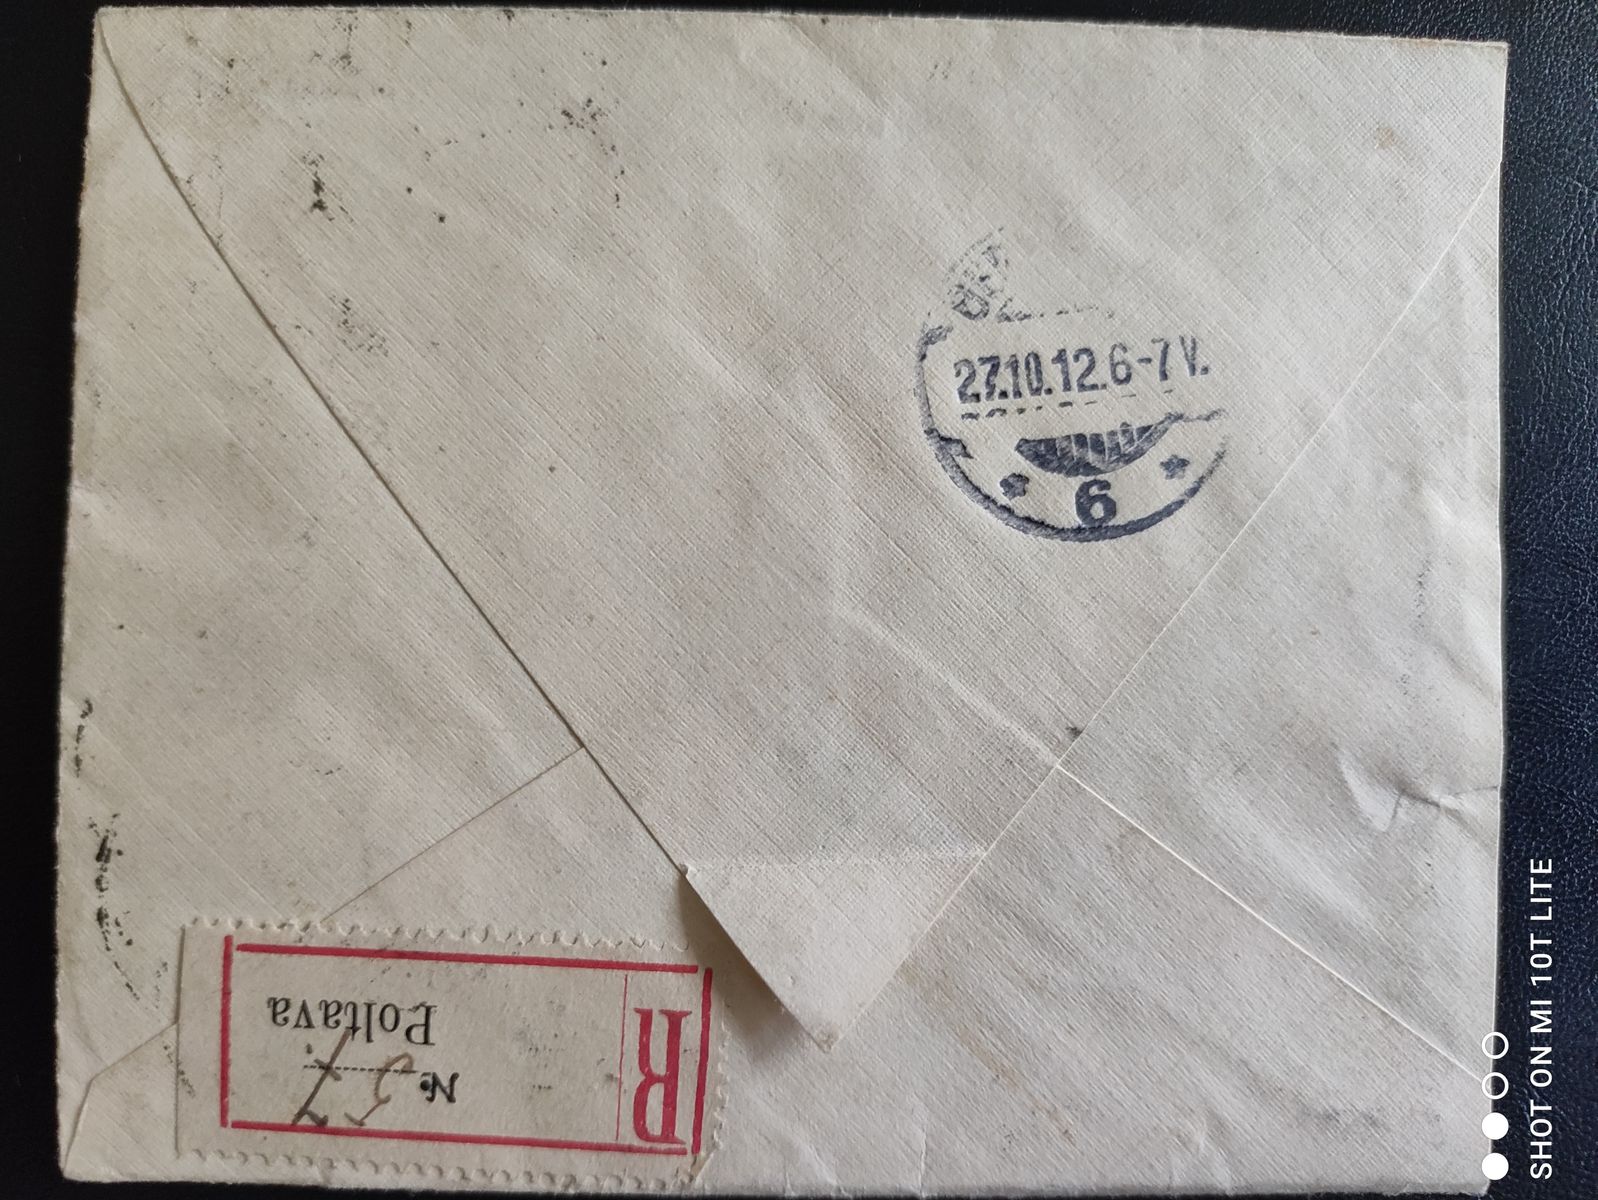 27.10.12.6-7V.
6
R
№ 57
Poltava
SHOT ON MI 10T LITE